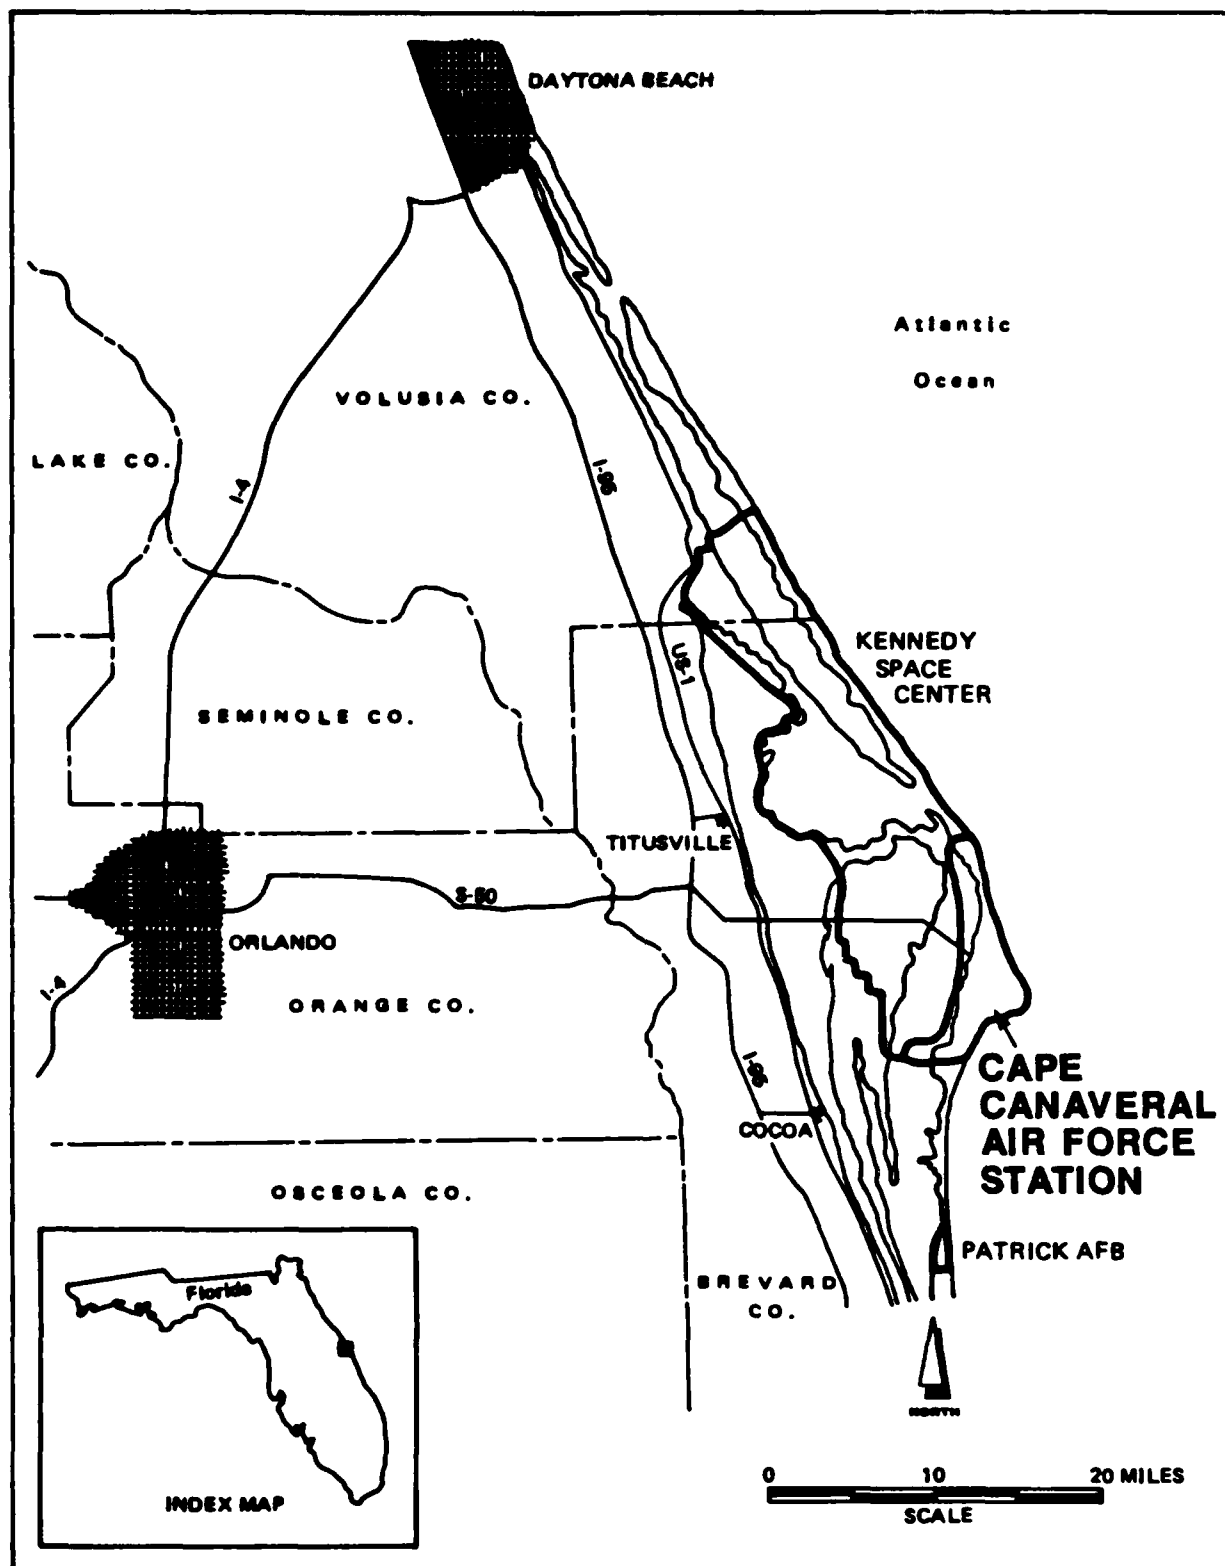 DAYTONA BEACH
Atlantic
Ocean
VOLUSIA CO.
LAKE CO.
I-4
I-95
KENNEDY
SPACE
CENTER
US-1
SEMINOLE CO.
TITUSVILLE
S-50
ORLANDO
I-4
ORANGE CO.
I-95
CAPE
CANAVERAL
AIR FORCE
STATION
COCOA
OSCEOLA CO.
PATRICK AFB
BREVARD
CO.
Florida
INDEX MAP
NORTH
0 10 20 MILES
SCALE